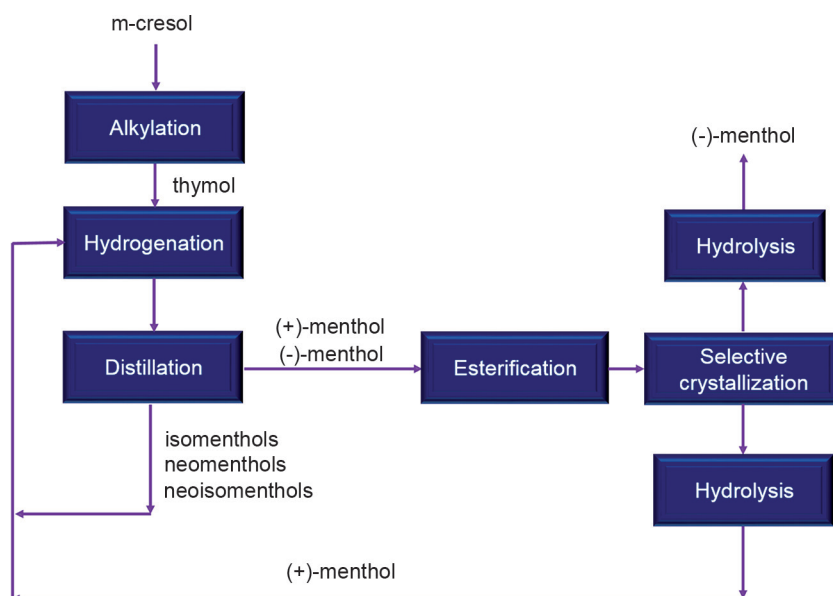 m-cresol
Alkylation
thymol
Hydrogenation
Distillation
isomenthols
neomenthols
neoisomenthols
(+)-menthol
(-)-menthol
Esterification
Selective
crystallization
Hydrolysis
(-)-menthol
Hydrolysis
(+)-menthol